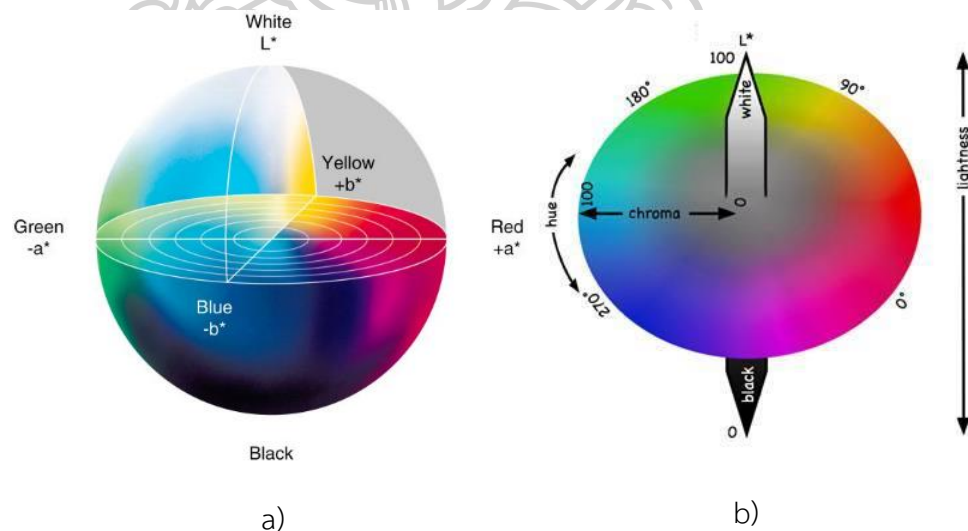 White
L*
Yellow
+b*
Green
-a*
Red
+a*
Blue
-b*
Black
a)
L*
100
white
180°
90°
100
chroma
0
hue
270°
0°
black
0
lightness
b)